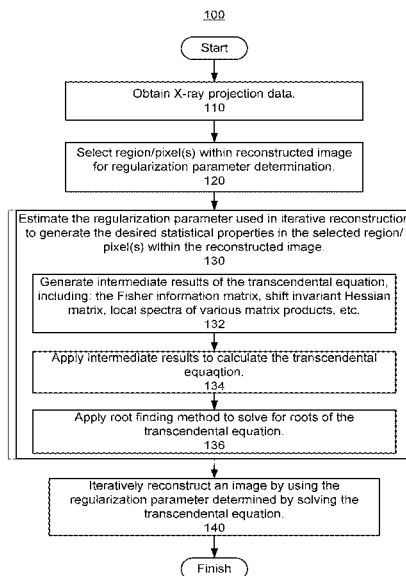 100
Start
Obtain X-ray projection data.
110
Select region/pixel(s) within reconstructed image
for regularization parameter determination.
120
Estimate the regularization parameter used in iterative reconstruction
to generate the desired statistical properties in the selected region/
pixel(s) within the reconstructed image.
130
Generate intermediate results of the transcendental equation,
including: the Fisher information matrix, shift invariant Hessian
matrix, local spectra of various matrix products, etc.
132
Apply intermediate results to calculate the transcendental
equaqtion.
134
Apply root finding method to solve for roots of the
transcendental equation.
136
Iteratively reconstruct an image by using the
regularization parameter determined by solving the
transcendental equation.
140
Finish